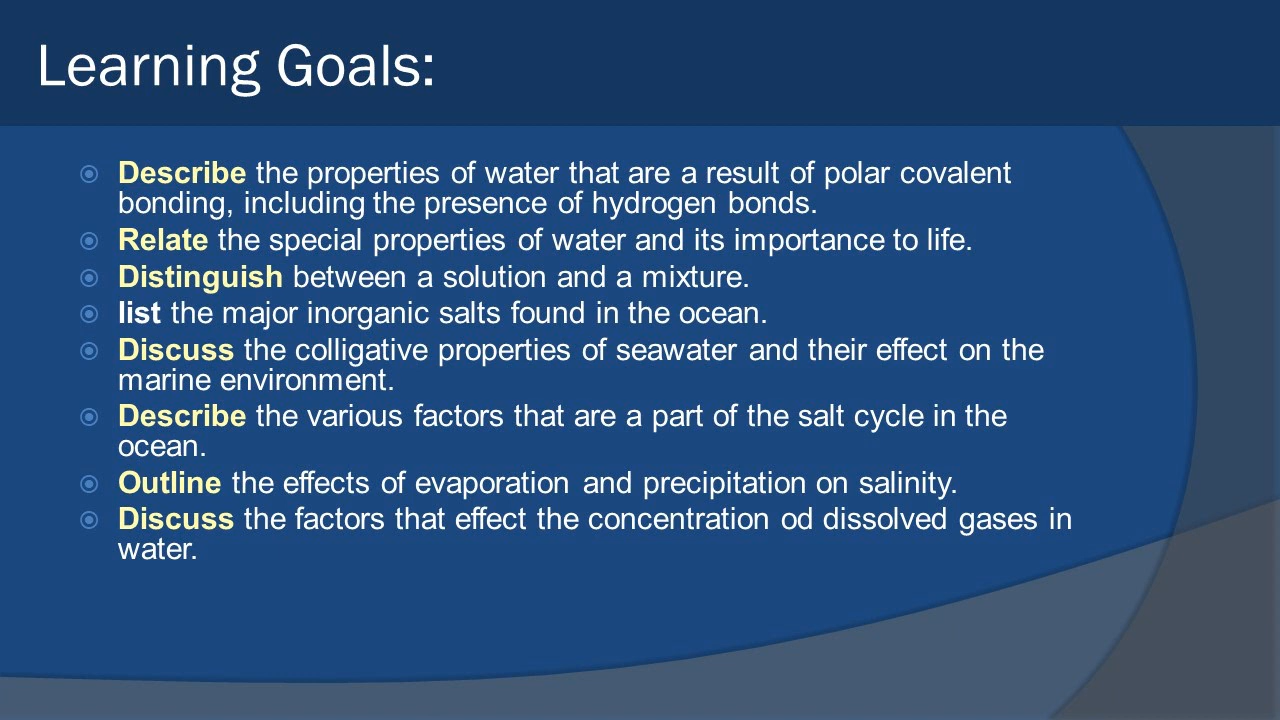 Learning Goals:
Describe the properties of water that are a result of polar covalent
bonding, including the presence of hydrogen bonds.
Relate the special properties of water and its importance to life.
Distinguish between a solution and a mixture.
list the major inorganic salts found in the ocean.
Discuss the colligative properties of seawater and their effect on the
marine environment.
Describe the various factors that are a part of the salt cycle in the
ocean.
Outline the effects of evaporation and precipitation on salinity.
Discuss the factors that effect the concentration od dissolved gases in
water.